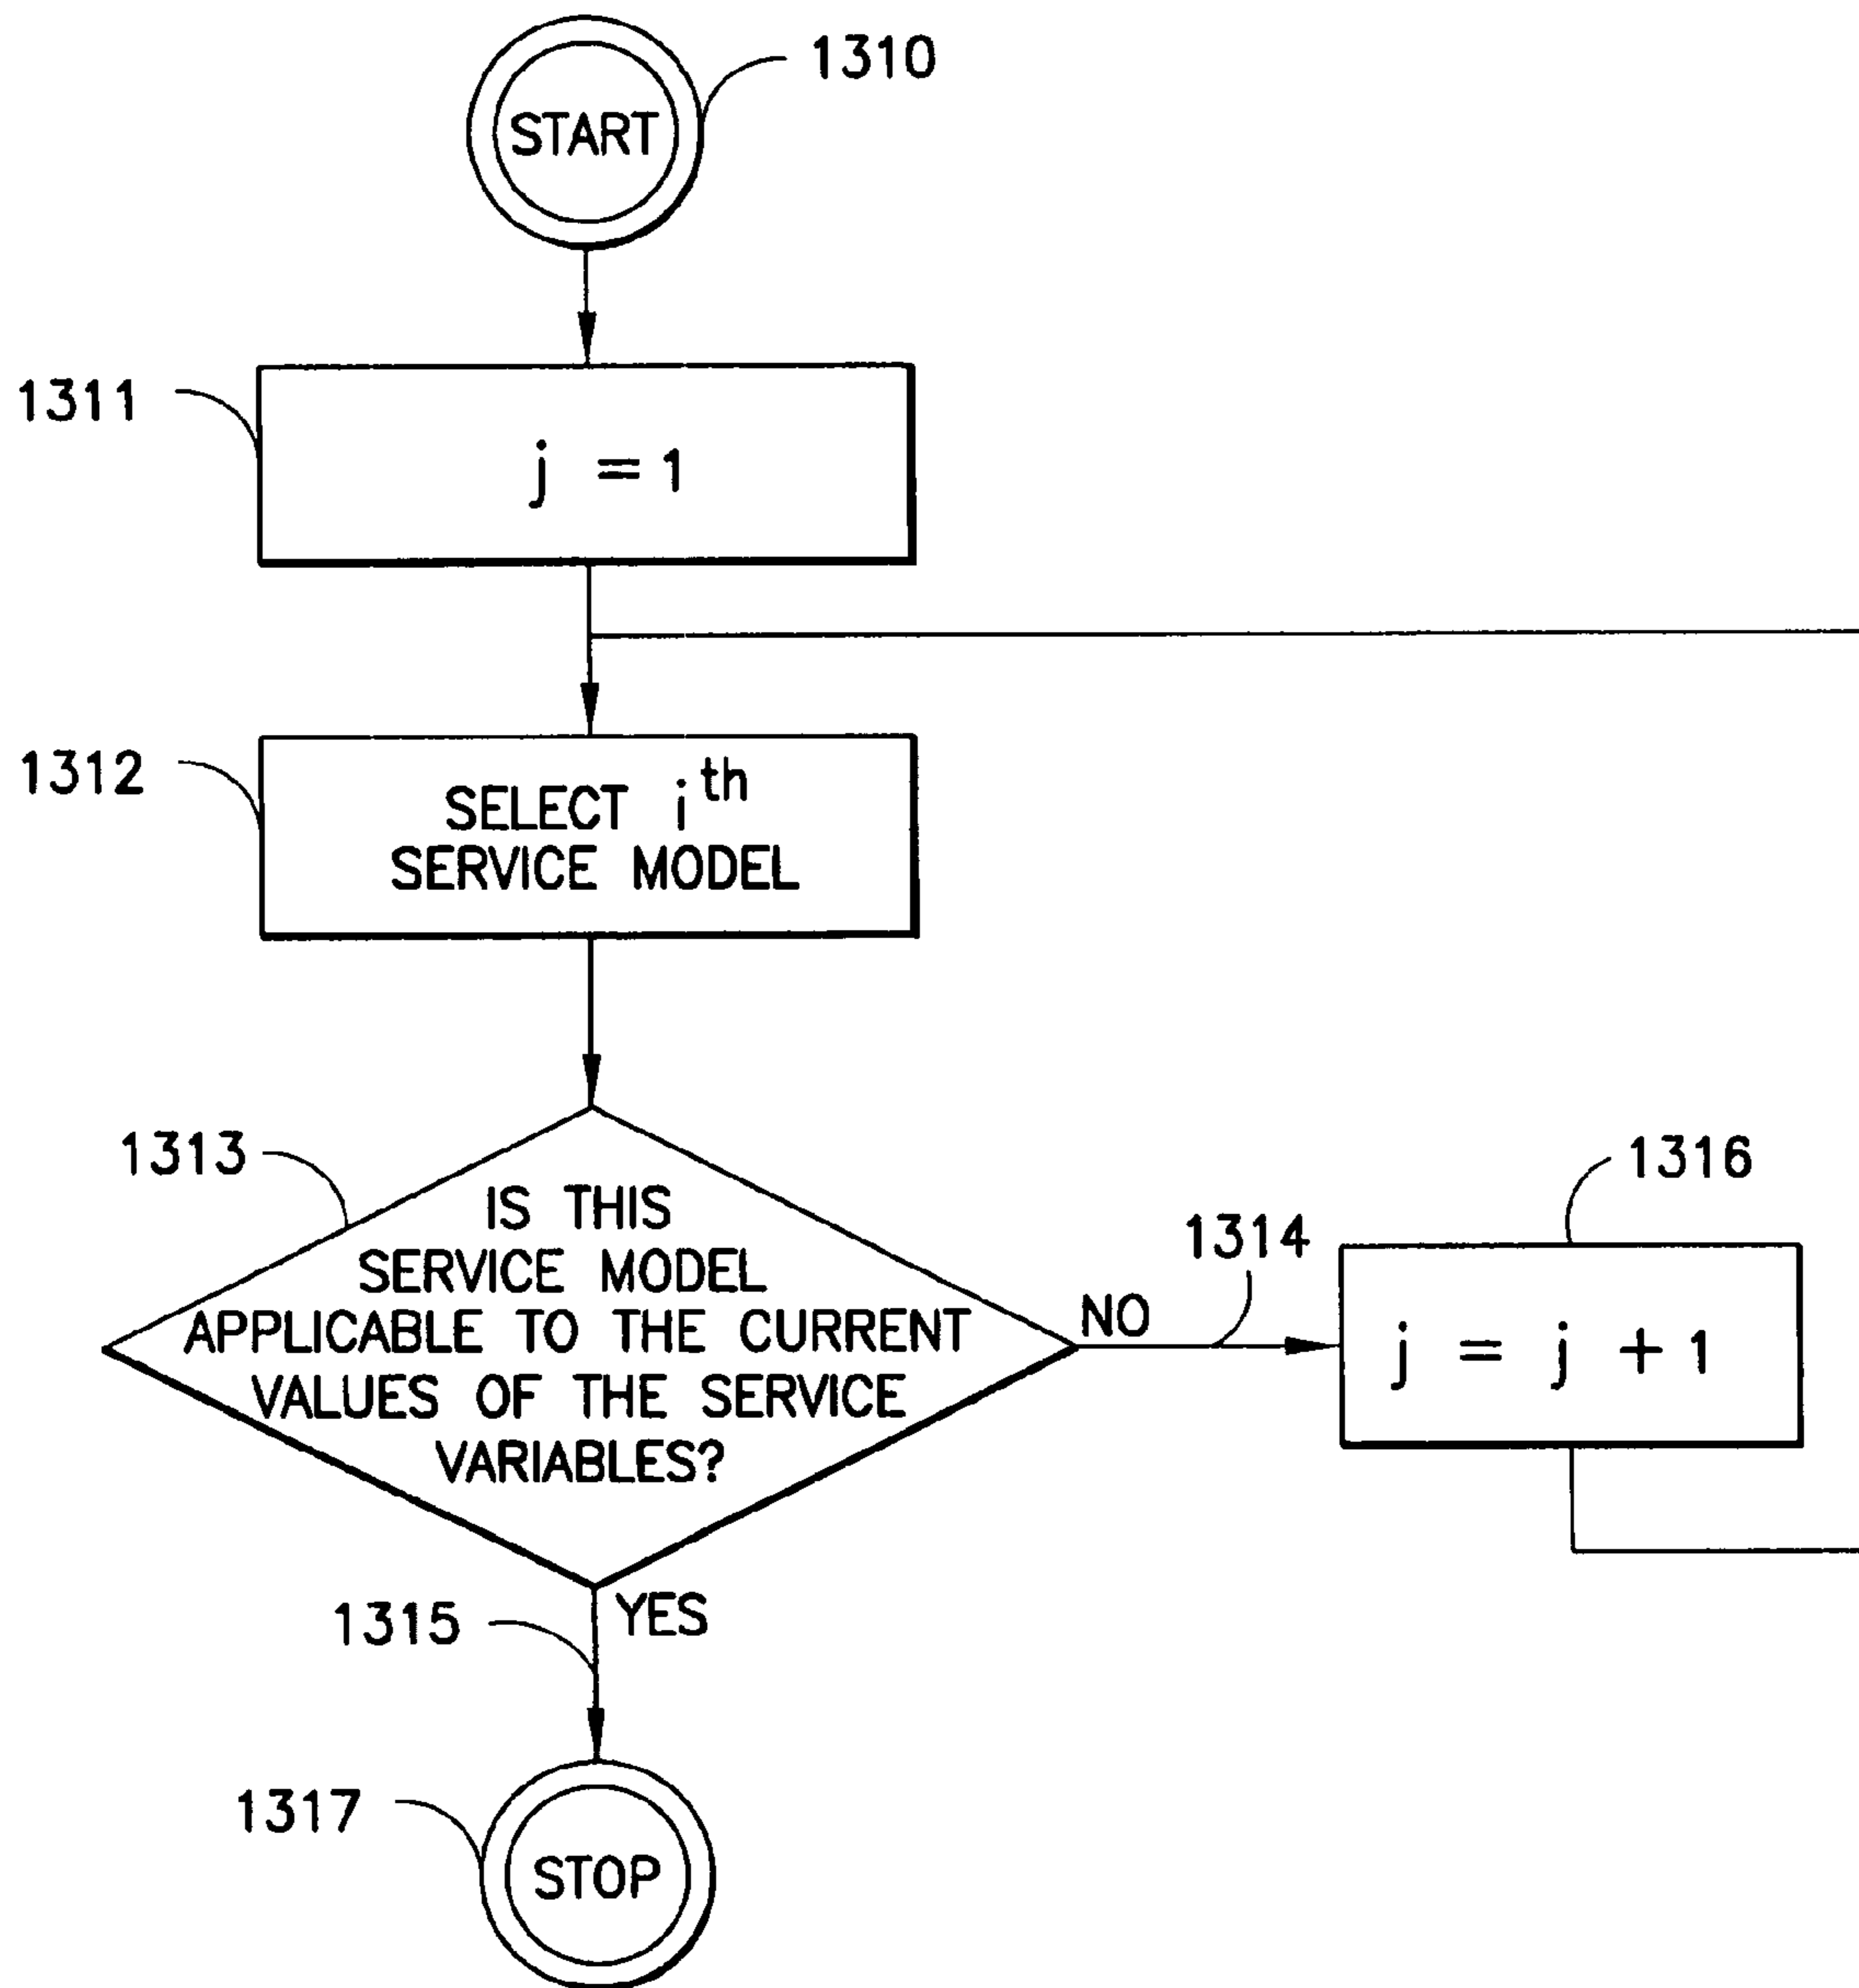 START
1310
1311
j = 1
1312
SELECT i^th
SERVICE MODEL
1313
IS THIS
SERVICE MODEL
APPLICABLE TO THE CURRENT
VALUES OF THE SERVICE
VARIABLES?
NO
1314
1316
j = j + 1
1315
YES
1317
STOP